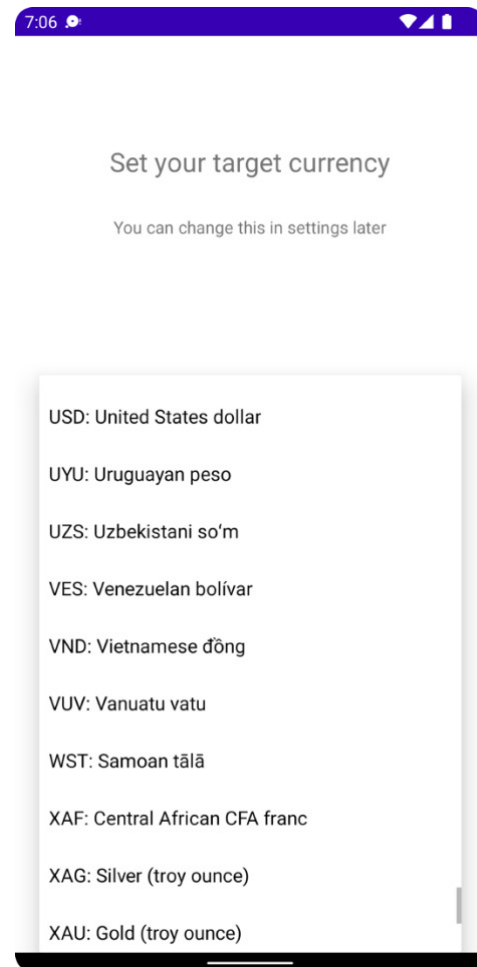 7:06
Set your target currency
You can change this in settings later
USD: United States dollar
UYU: Uruguayan peso
UZS: Uzbekistani soʻm
VES: Venezuelan bolívar
VND: Vietnamese đồng
VUV: Vanuatu vatu
WST: Samoan tālā
XAF: Central African CFA franc
XAG: Silver (troy ounce)
XAU: Gold (troy ounce)